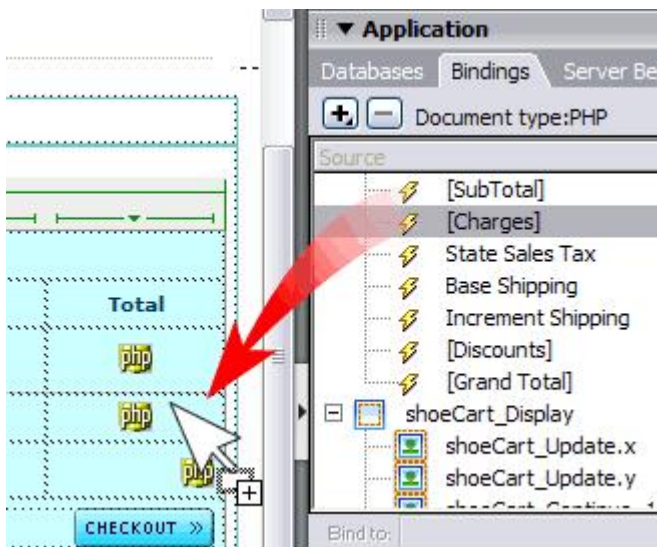 Application
Databases Bindings Server Be
Document type:PHP
Source
[SubTotal]
[Charges]
State Sales Tax
Base Shipping
Increment Shipping
[Discounts]
[Grand Total]
shoeCart_Display
shoeCart_Update.x
shoeCart_Update.y
Bind to:
Total
php
php
php
CHECKOUT »